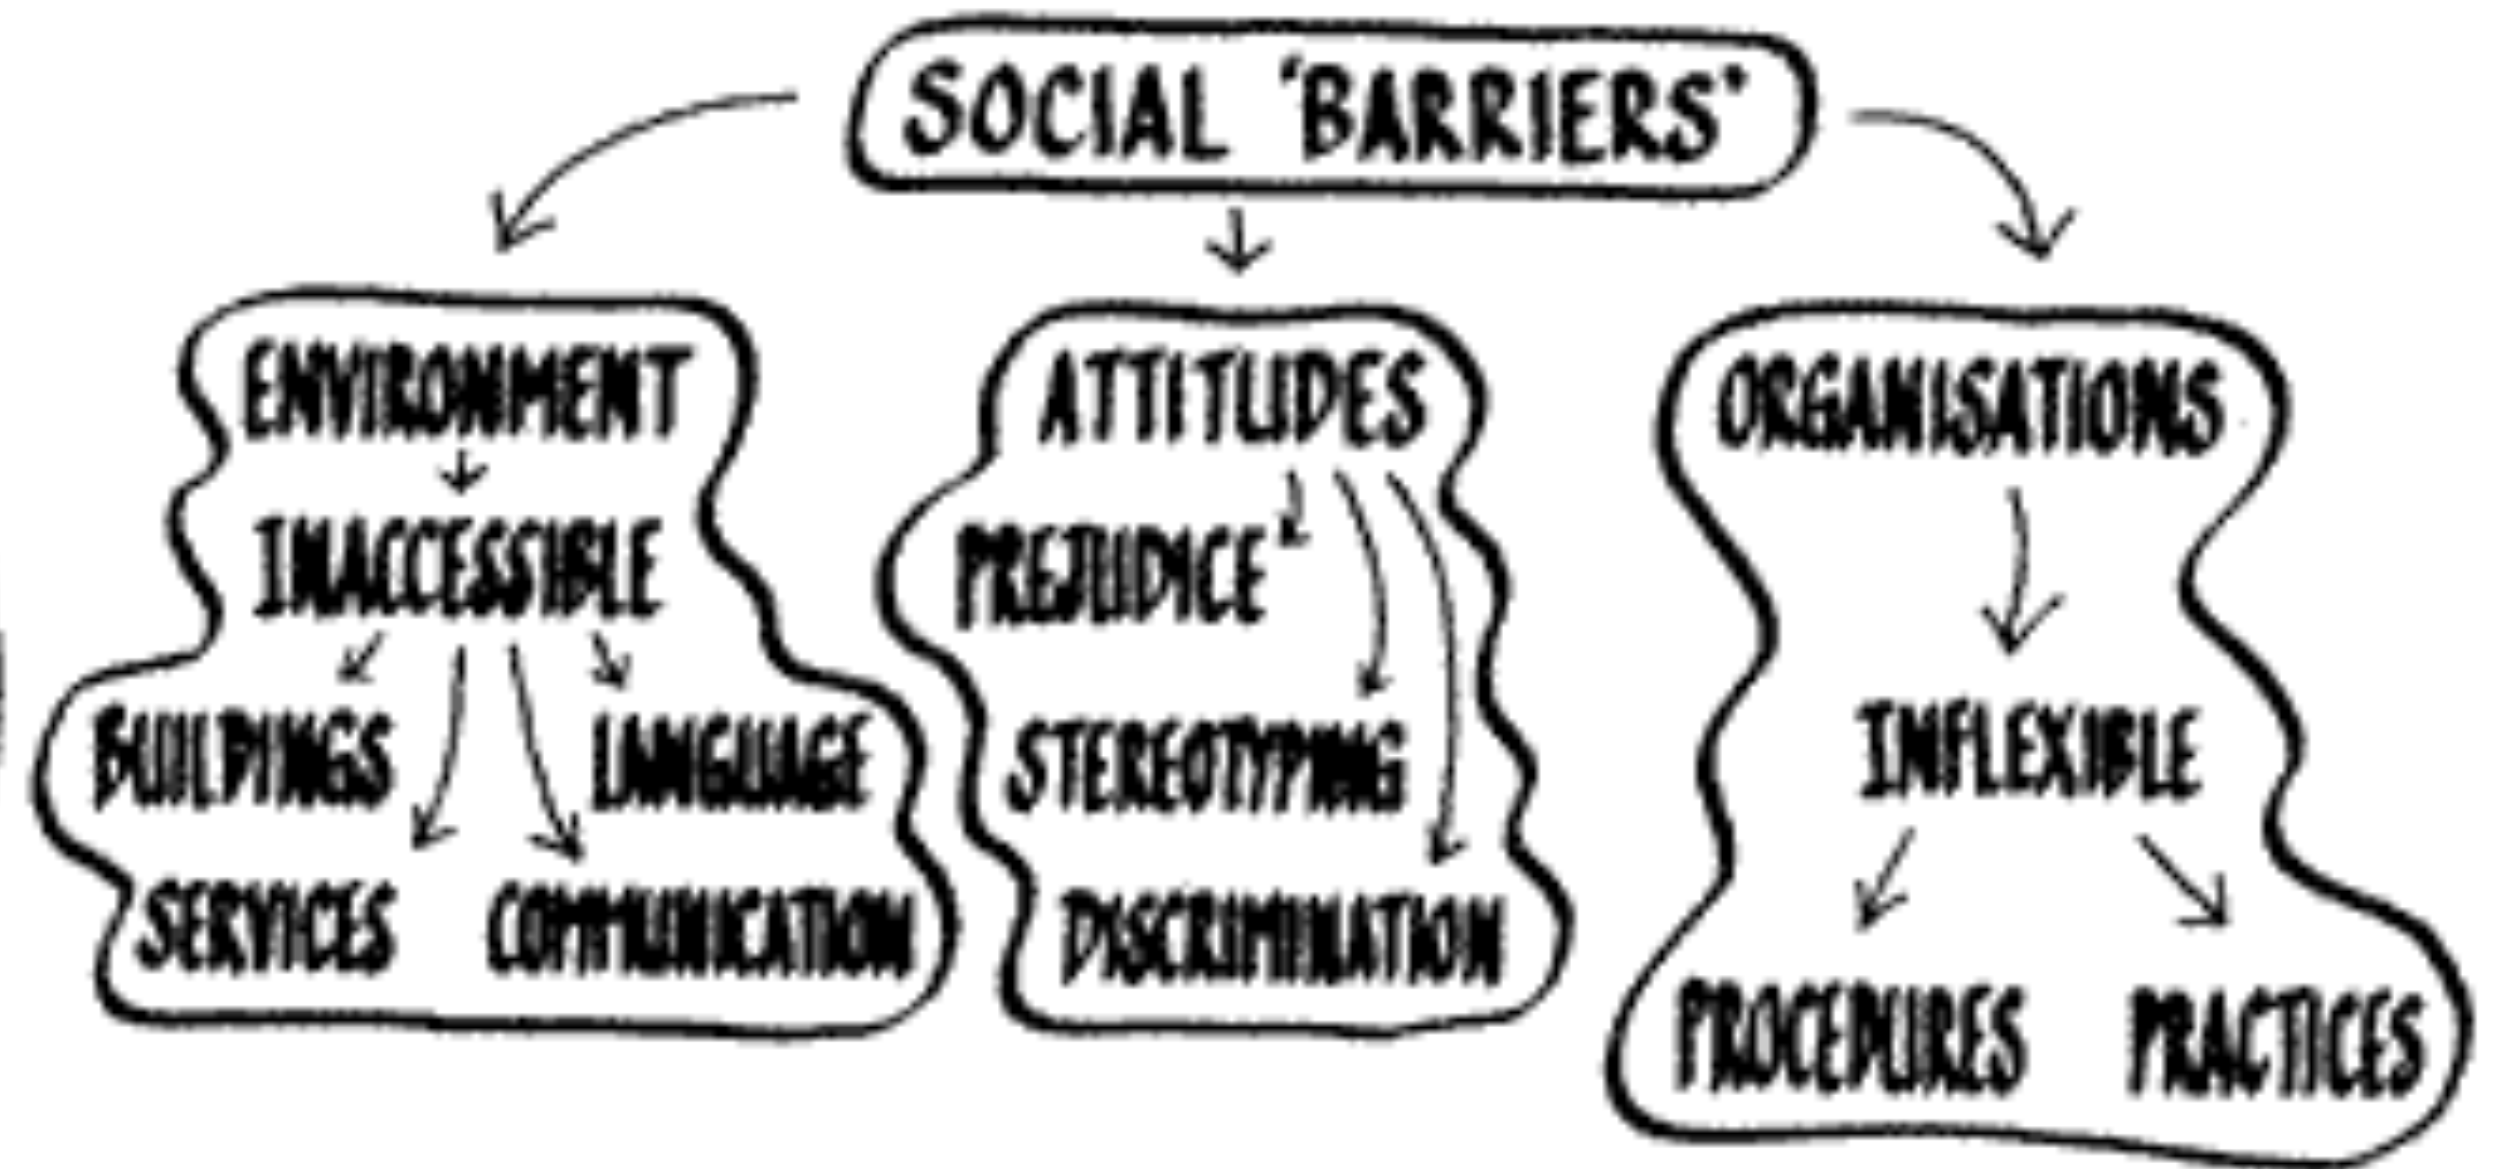 SOCIAL 'BARRIERS'
ENVIRONMENT
INACCESSIBLE
BUILDINGS
LANGUAGE
SERVICES
COMMUNICATION
ATTITUDES
PREJUDICE
STEREOTYPING
DISCRIMINATION
ORGANISATIONS
INFLEXIBLE
PROCEDURES
PRACTICES